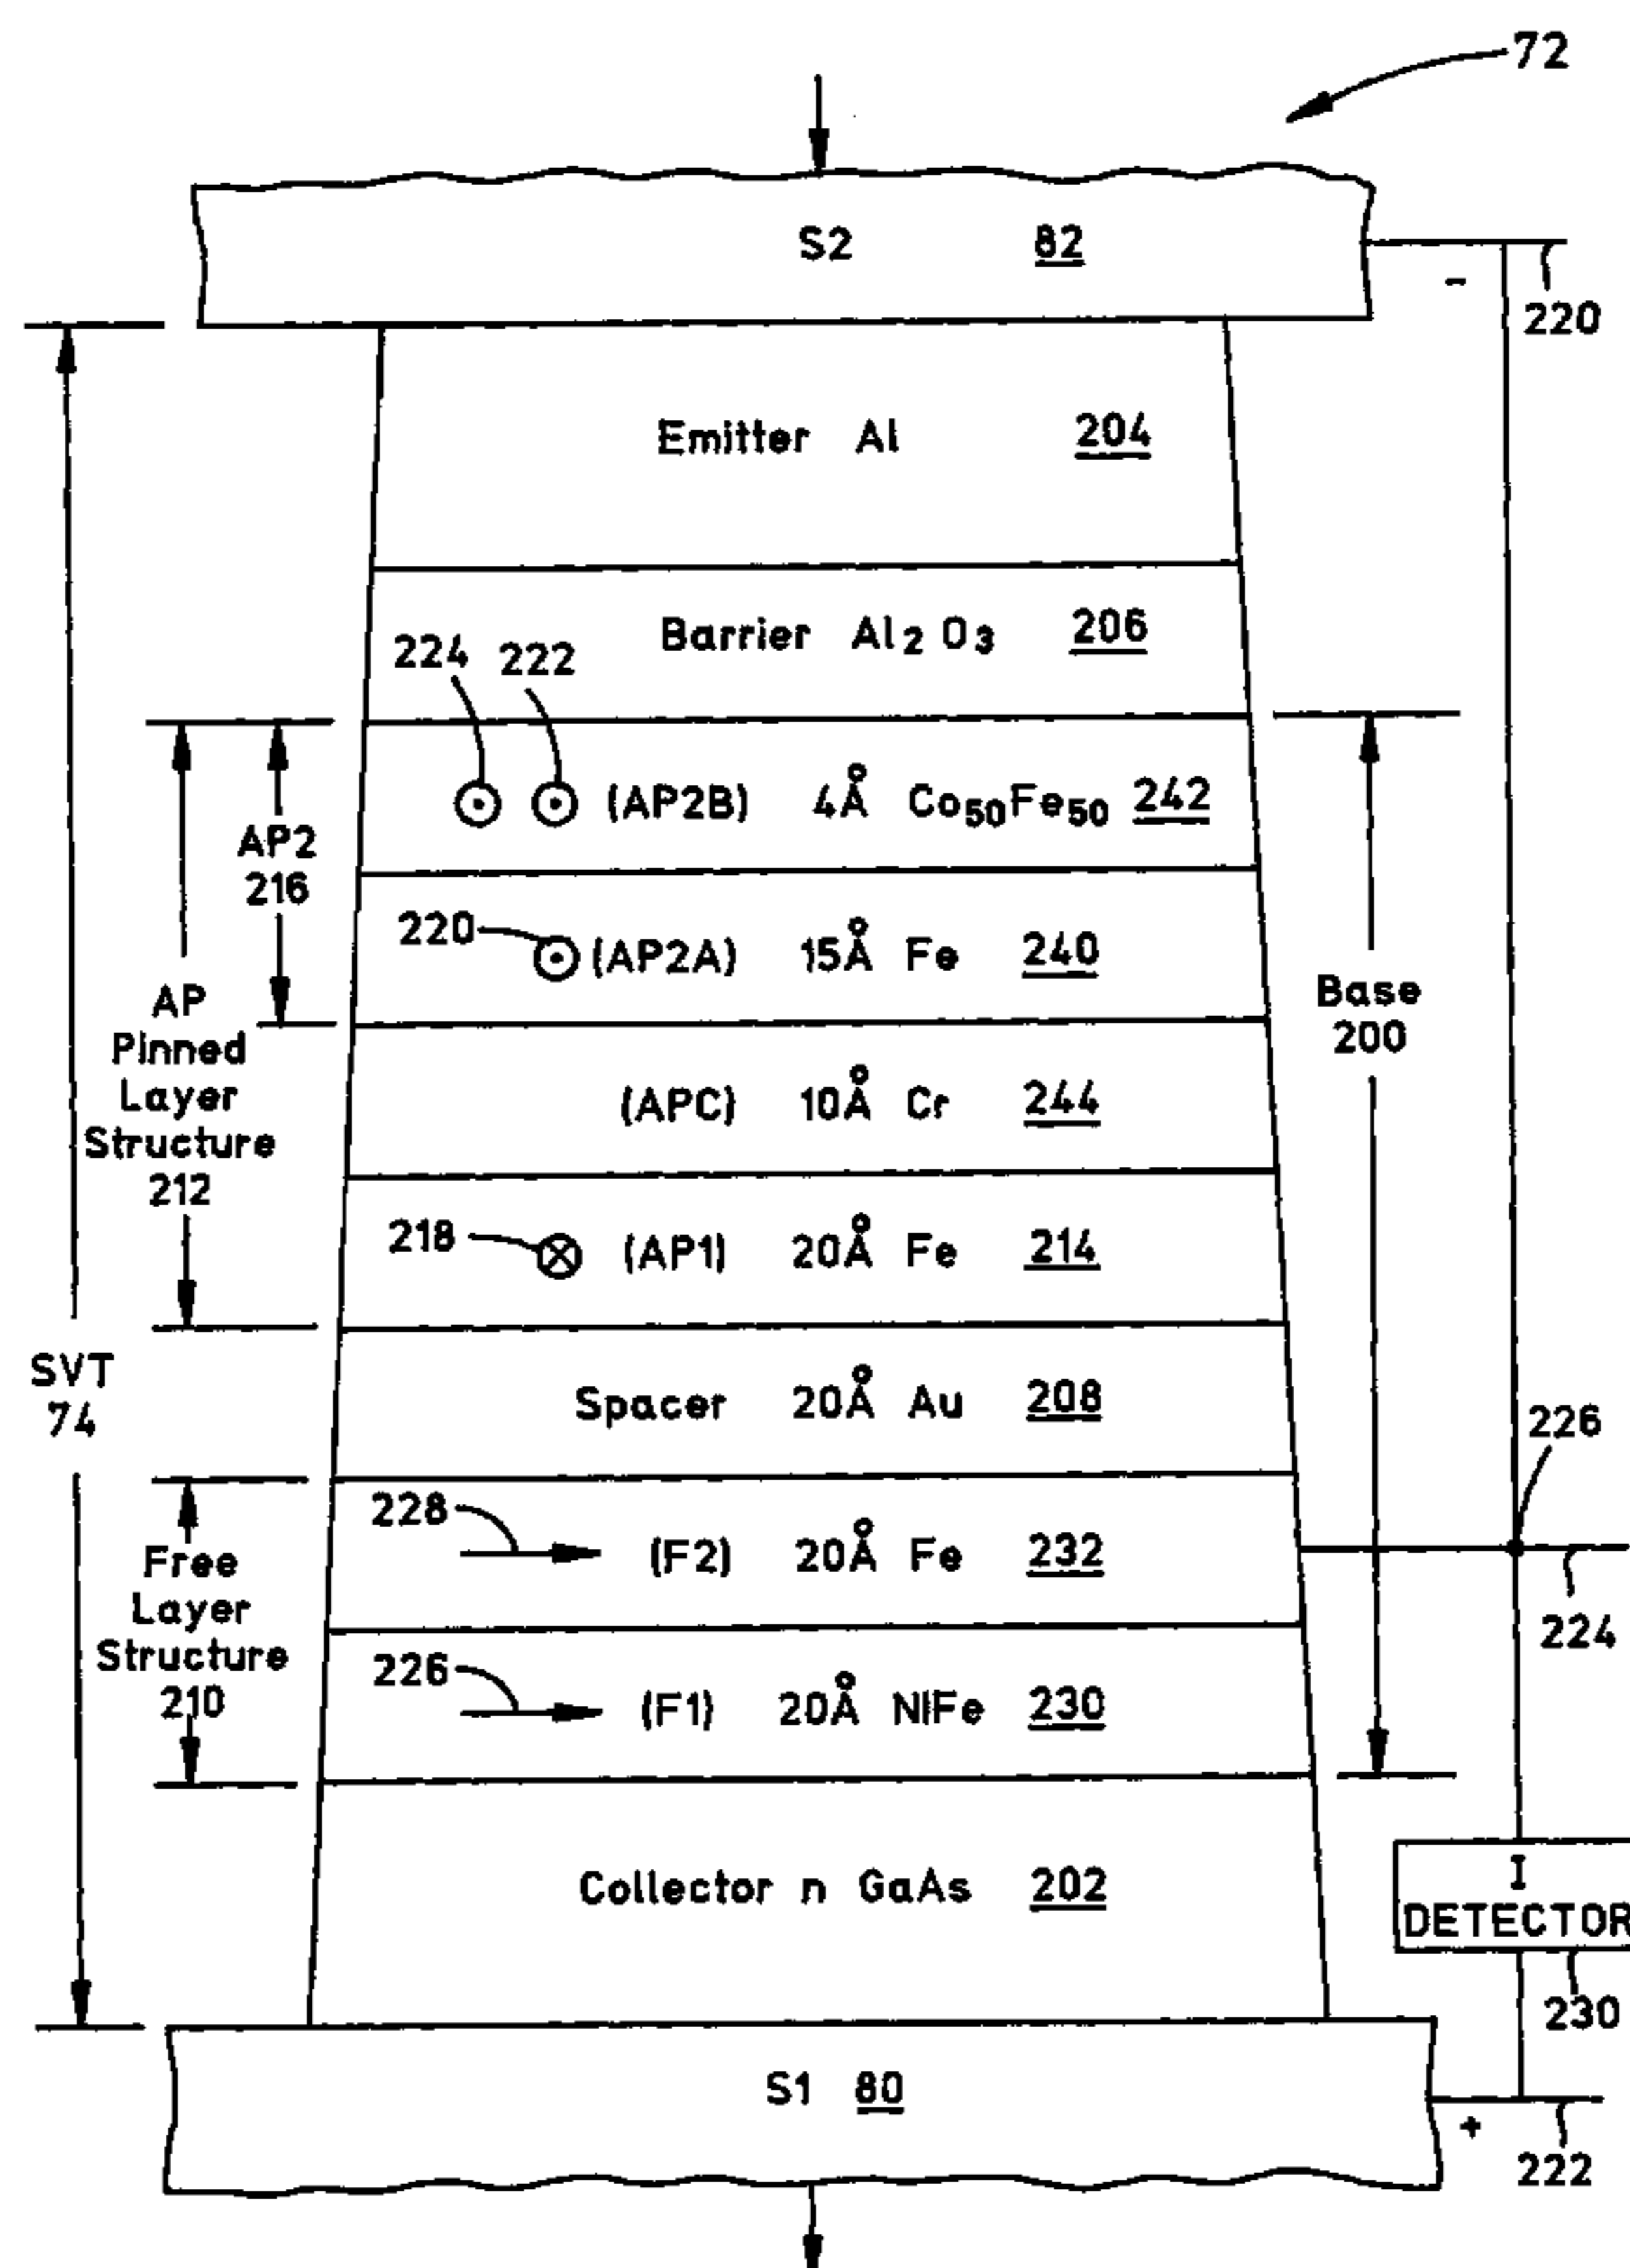 72
S2 82
-
220
Emitter Al 204
Barrier Al2O3 206
224 222
(AP2B) 4Å Co50Fe50 242
AP2
216
220 (AP2A) 15Å Fe 240
Base
200
AP
Pinned
Layer
Structure
212
(APC) 10Å Cr 244
218 (AP1) 20Å Fe 214
SVT
74
Spacer 20Å Au 208
226
228
(F2) 20Å Fe 232
224
Free
Layer
Structure
210
226
(F1) 20Å NiFe 230
Collector n GaAs 202
I
DETECTOR
230
S1 80
+
222